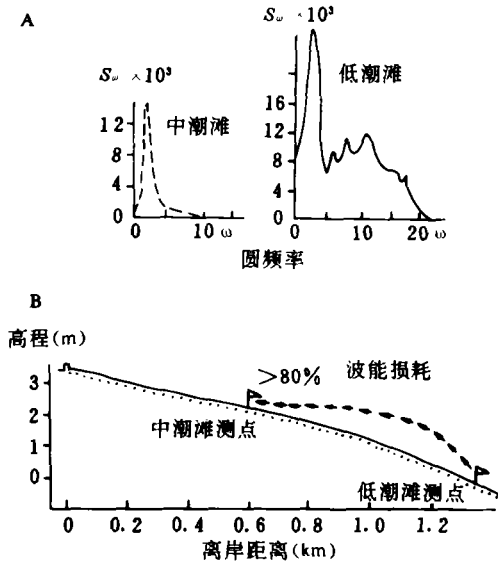 A
Sω ×10³
中潮滩
12
8
4
0
0 10 ω
Sω ×10³
低潮滩
24
16
12
8
4
0
0 10 20 ω
圆频率
B
高程(m)
3
2
1
0
>80% 波能损耗
中潮滩测点
低潮滩测点
0 0.2 0.4 0.6 0.8 1.0 1.2
离岸距离(km)